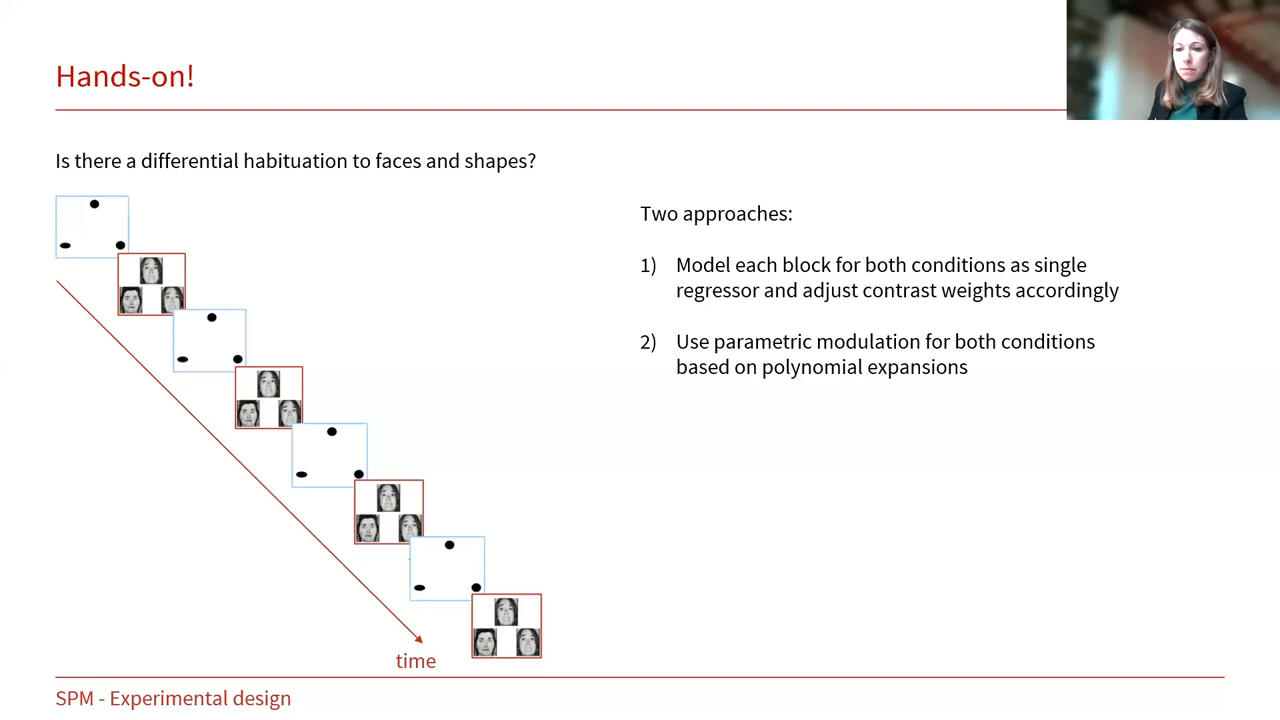 Hands-on!
Is there a differential habituation to faces and shapes?
Two approaches:
1) Model each block for both conditions as single
regressor and adjust contrast weights accordingly
2) Use parametric modulation for both conditions
based on polynomial expansions
time
SPM - Experimental design